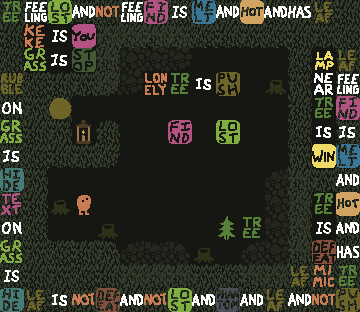 TREE FEELING LOST AND NOT FEELING FIND IS MELT AND HOT AND HAS LEAF
KEKE IS YOU
GRASS IS LAMP LEAF
RUBBLE LONELY TREE IS PUSH NEAR FEELING
ON TREE FIND
GRASS FIND LOST IS IS
IS WIN MELT
HIDE AND
TEXT TREE HOT
ON TREE IS AND
GRASS DEFEAT HAS
IS LEAF MIMIC TREE
HIDE LEAF IS NOT DEFEAT AND NOT LOST AND AND LEAF AND NOT